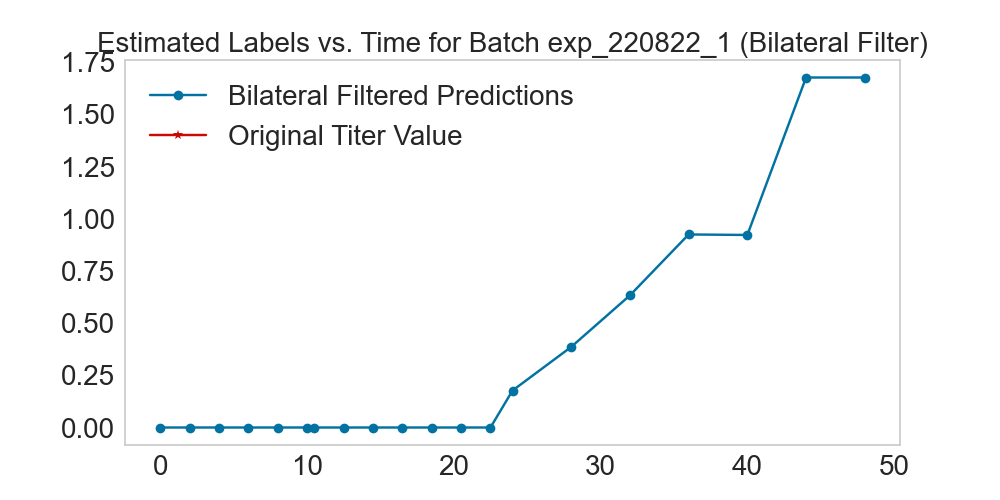 Estimated Labels vs. Time for Batch exp_220822_1 (Bilateral Filter)
1.75
1.50
1.25
1.00
0.75
0.50
0.25
0.00
Bilateral Filtered Predictions
Original Titer Value
0 10 20 30 40 50